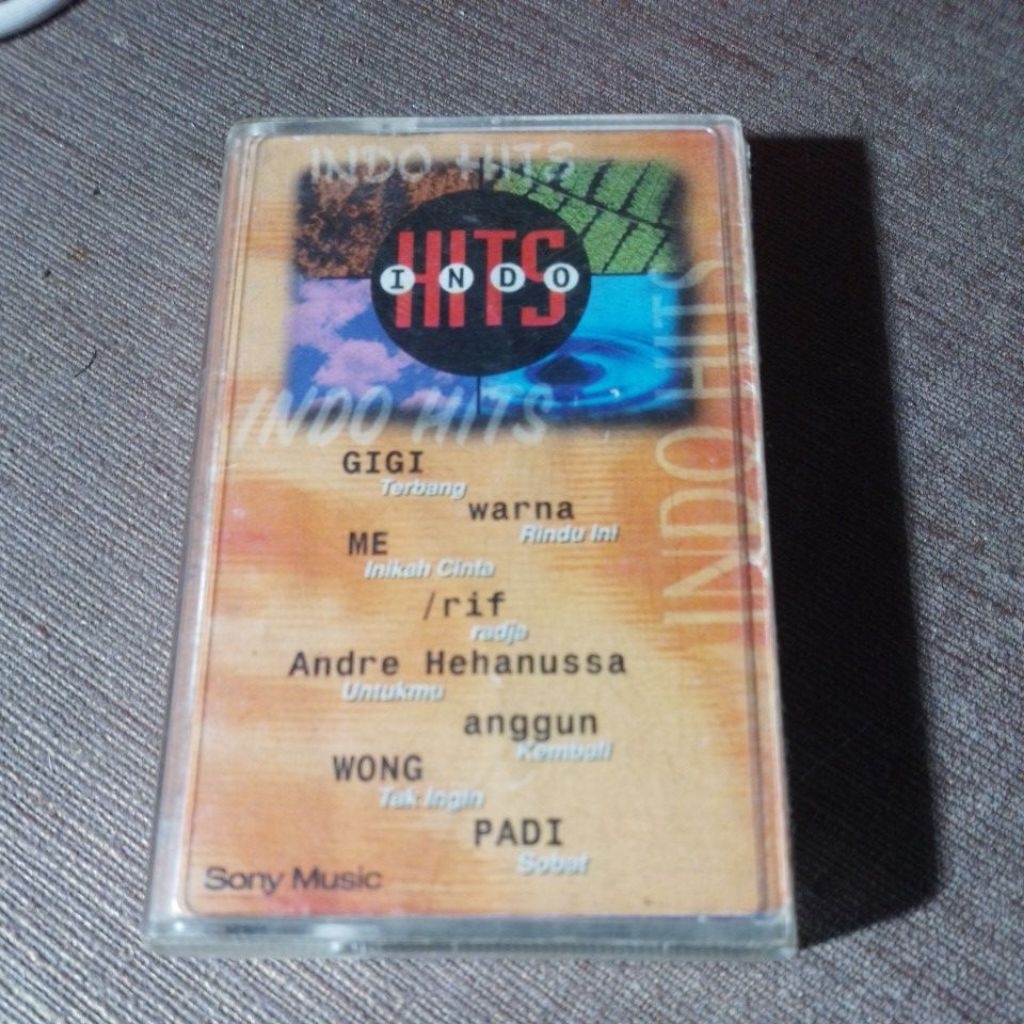 INDO HITS
HITS
INDO
INDO HITS
INDO HITS
GIGI
Terbang
warna
Rindu Ini
ME
Inikah Cinta
/rif
radja
Andre Hehanussa
Untukmu
anggun
Kembali
WONG
Tak Ingin
PADI
Sobat
Sony Music